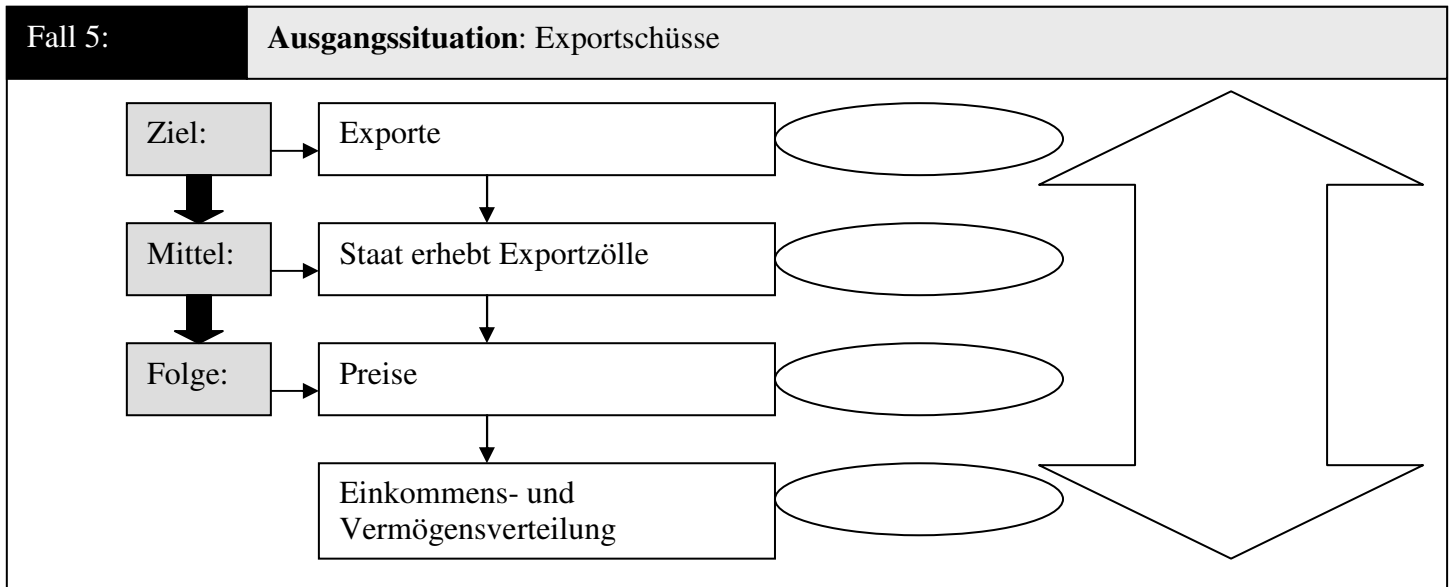 Fall 5:
Ausgangssituation: Exportschüsse
Ziel:
Exporte
Mittel:
Staat erhebt Exportzölle
Folge:
Preise
Einkommens- und
Vermögensverteilung